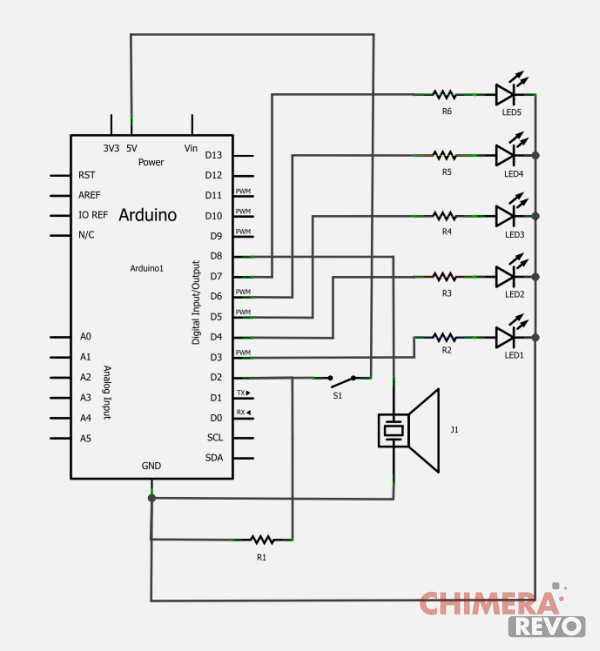 R6
LED5
3V3 5V Vin
Power
D13
R5
LED4
RST
D12
AREF
D11 PWM
IO REF
Arduino
D10 PWM
R4
LED3
N/C
D9 PWM
D8
Arduino1
Digital Input/Output
D7
R3
LED2
D6 PWM
D5
A0
D4
R2
LED1
A1
D3 PWM
A2
D2
S1
Analog Input
A3
D1 TX
A4
D0 RX
J1
A5
SCL
SDA
GND
R1
CHIMERA
REVO